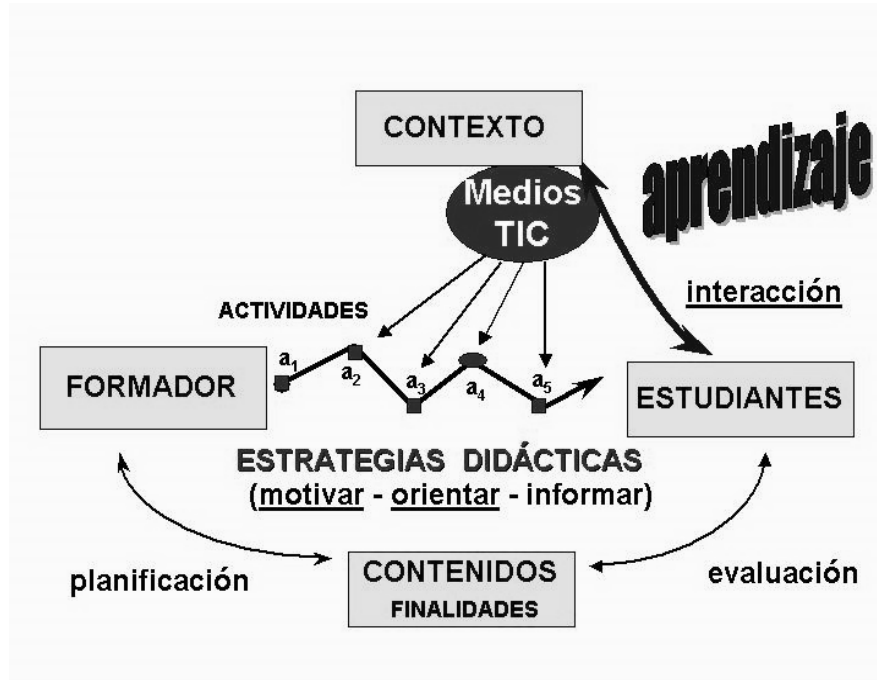 CONTEXTO
aprendizaje
Medios
TIC
interacción
ACTIVIDADES
a1
a2
a3
a4
a5
FORMADOR
ESTUDIANTES
ESTRATEGIAS DIDÁCTICAS
(motivar - orientar - informar)
planificación
CONTENIDOS
FINALIDADES
evaluación